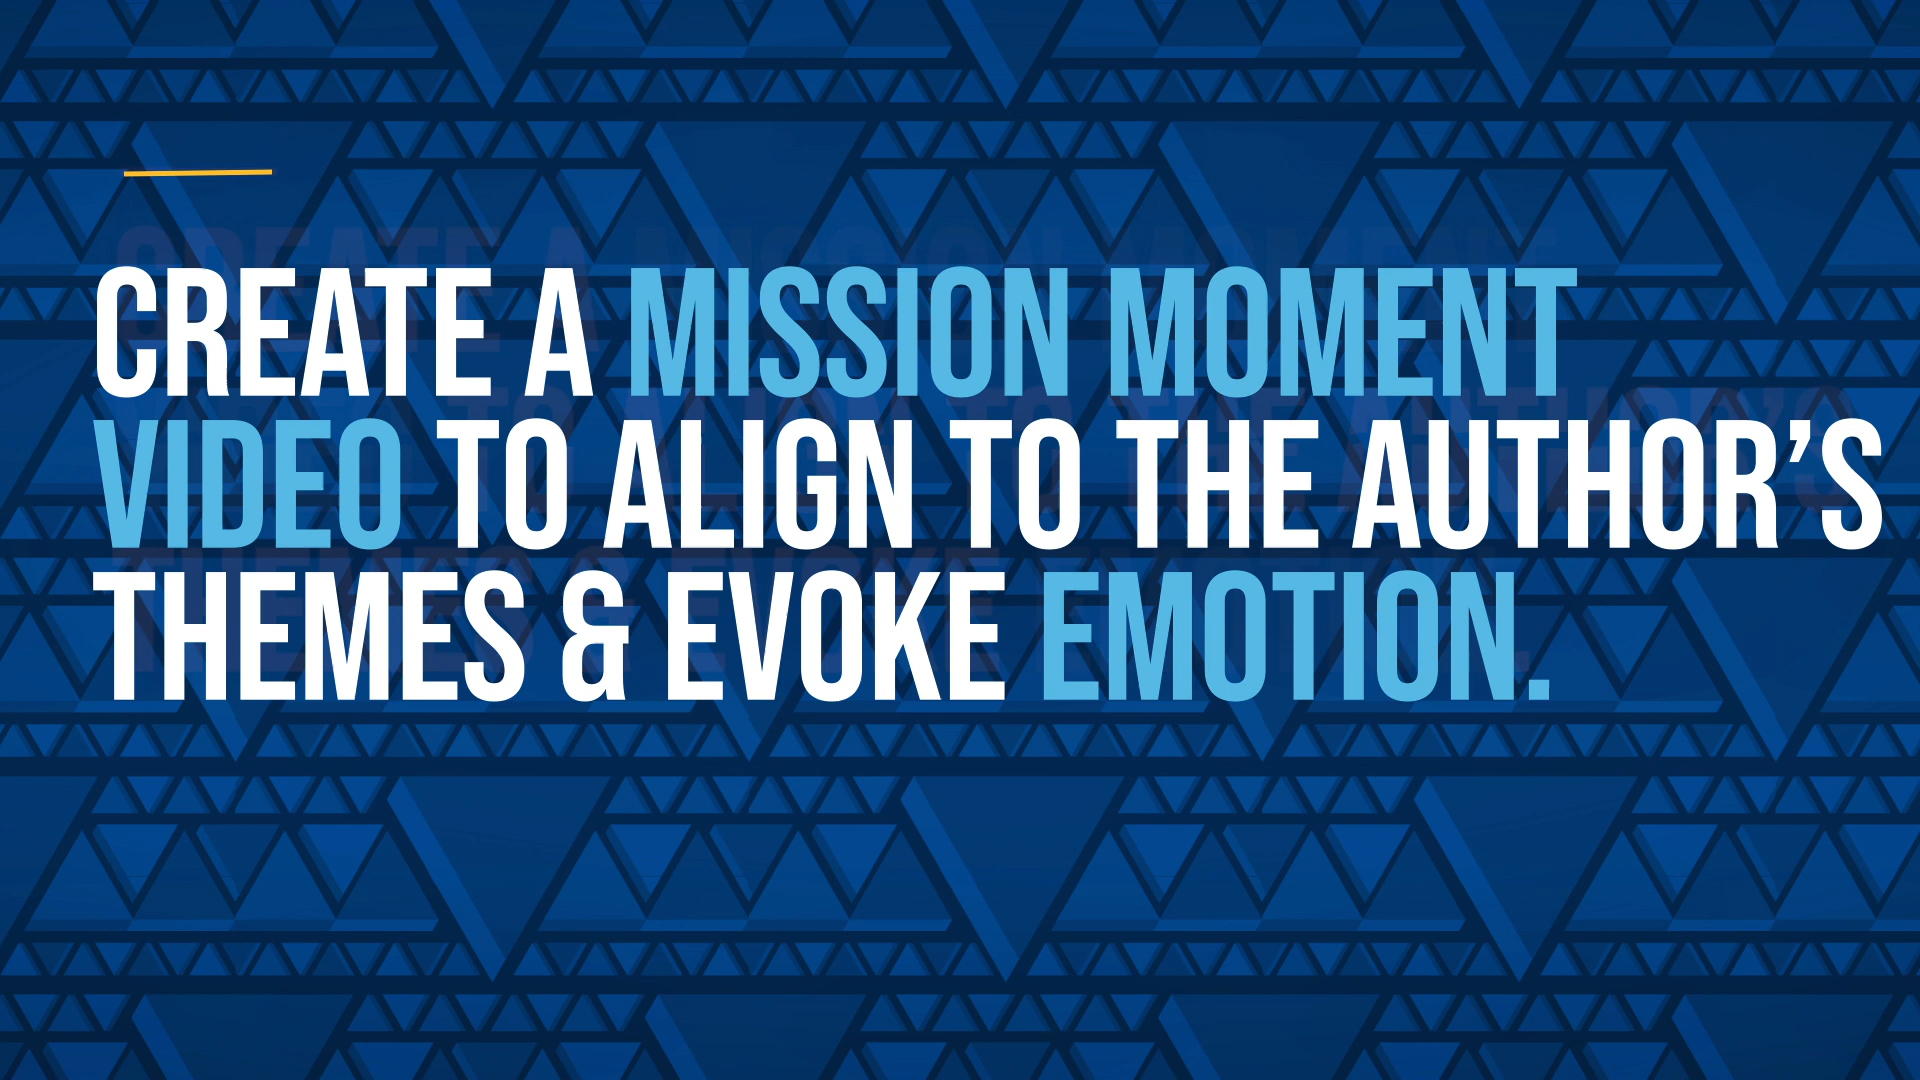 CREATE A MISSION MOMENT
VIDEO TO ALIGN TO THE AUTHOR’S
THEMES & EVOKE EMOTION.